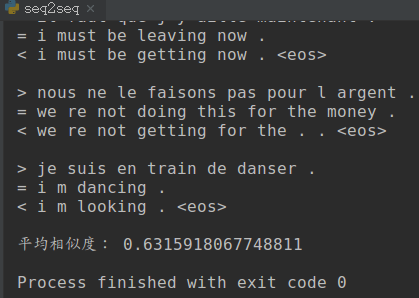 seq2seq ×
= i must be leaving now .
< i must be getting now . <eos>
> nous ne le faisons pas pour l argent .
= we re not doing this for the money .
< we re not getting for the . . <eos>
> je suis en train de danser .
= i m dancing .
< i m looking . <eos>
平均相似度： 0.6315918067748811
Process finished with exit code 0